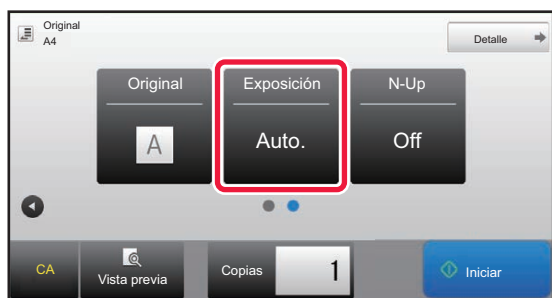 Original
A4
Detalle
Original
Exposición
N-Up
A
Auto.
Off
CA
Vista previa
Copias
1
Iniciar